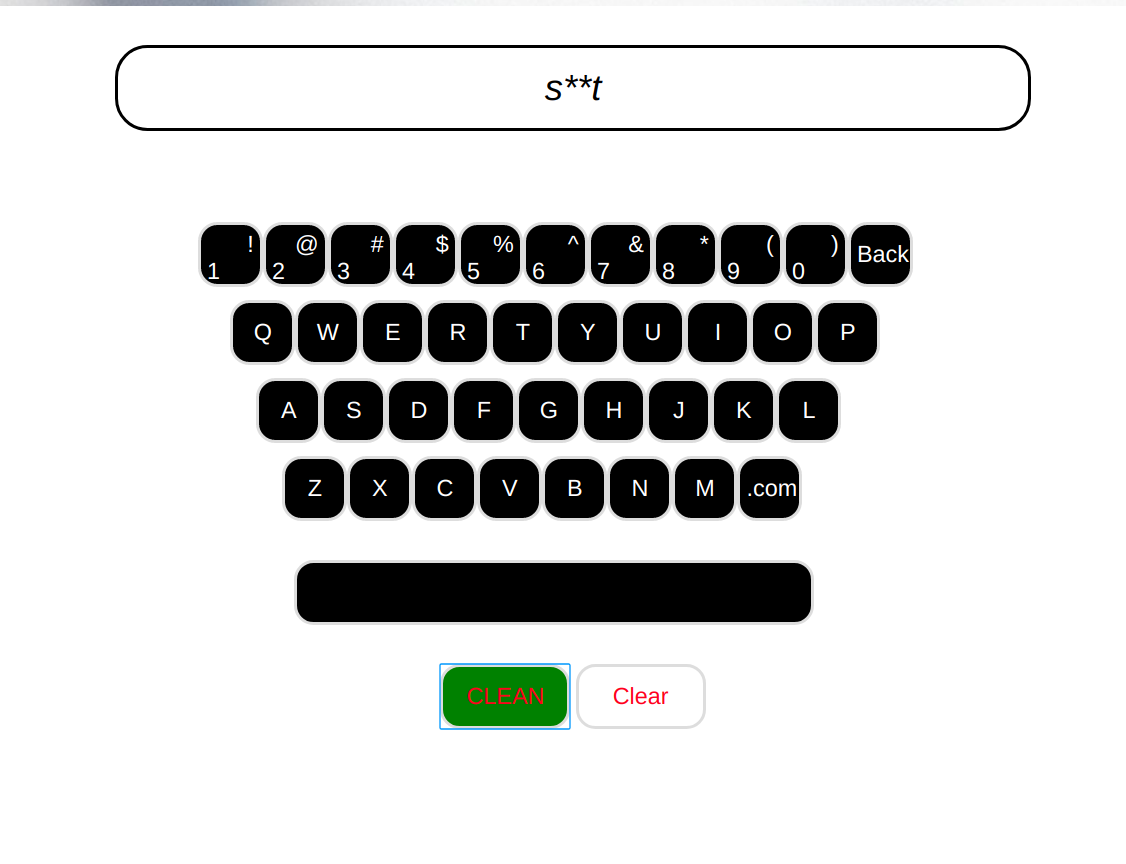 s**t
! @ # $ % ^ & * ( )
1 2 3 4 5 6 7 8 9 0 Back
Q W E R T Y U I O P
A S D F G H J K L
Z X C V B N M .com
CLEAN Clear